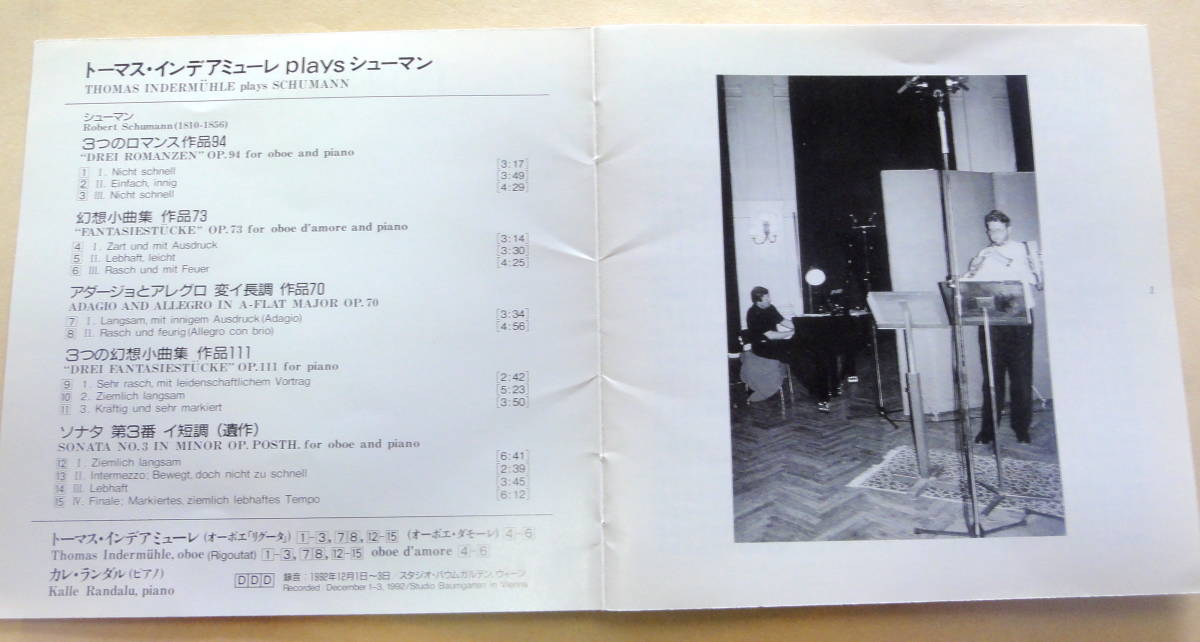 トーマス・インデアミューレ plays シューマン
THOMAS INDERMÜHLE plays SCHUMANN
シューマン
Robert Schumann (1810-1856)
3つのロマンス作品94
"DREI ROMANZEN" OP.94 for oboe and piano
1 I. Nicht schnell [3:17]
2 II. Einfach, innig [3:49]
3 III. Nicht schnell [4:29]
幻想小曲集 作品73
"FANTASIESTÜCKE" OP.73 for oboe d'amore and piano
4 I. Zart und mit Ausdruck [3:14]
5 II. Lebhaft, leicht [3:30]
6 III. Rasch und mit Feuer [4:25]
アダージョとアレグロ 変イ長調 作品70
ADAGIO AND ALLEGRO IN A-FLAT MAJOR OP.70
7 I. Langsam, mit innigem Ausdruck (Adagio) [3:34]
8 II. Rasch und feurig (Allegro con brio) [4:56]
3つの幻想小曲集 作品111
"DREI FANTASIESTÜCKE" OP.111 for piano
9 1. Sehr rasch, mit leidenschaftlichem Vortrag [2:42]
10 2. Ziemlich langsam [5:23]
11 3. Kräftig und sehr markiert [3:50]
ソナタ 第3番 イ短調 (遺作)
SONATA NO.3 IN MINOR OP. POSTH. for oboe and piano
12 I. Ziemlich langsam [6:41]
13 II. Intermezzo; Bewegt, doch nicht zu schnell [2:39]
14 III. Lebhaft [3:45]
15 IV. Finale; Markiertes, ziemlich lebhaftes Tempo [6:12]
トーマス・インデアミューレ (オーボエ「リグータ」) 1-3, 7 8, 12-15 (オーボエ・ダモーレ) 4-6
Thomas Indermühle, oboe (Rigoutat) 1-3, 7 8, 12-15 oboe d'amore 4-6
カレ・ランダル (ピアノ)
Kalle Randalu, piano
DDD 録音:1992年12月1日〜3日/スタジオ・バウムガルテン、ウィーン
Recorded: December 1-3, 1992/Studio Baumgarten in Vienna